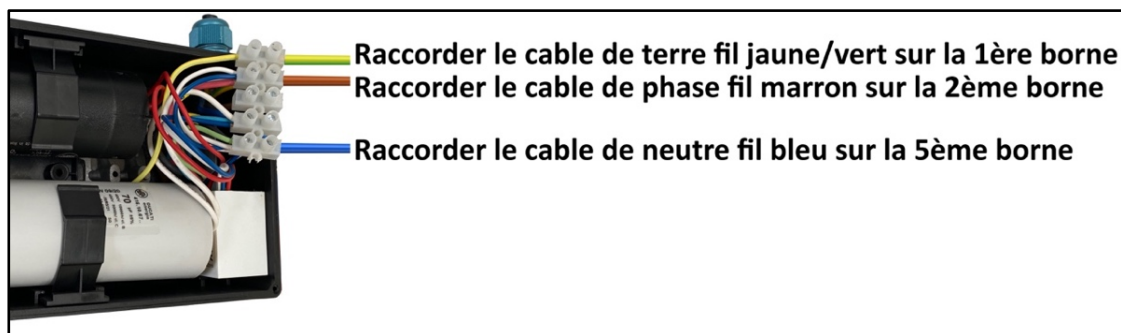 Raccorder le cable de terre fil jaune/vert sur la 1ère borne
Raccorder le cable de phase fil marron sur la 2ème borne
Raccorder le cable de neutre fil bleu sur la 5ème borne
70